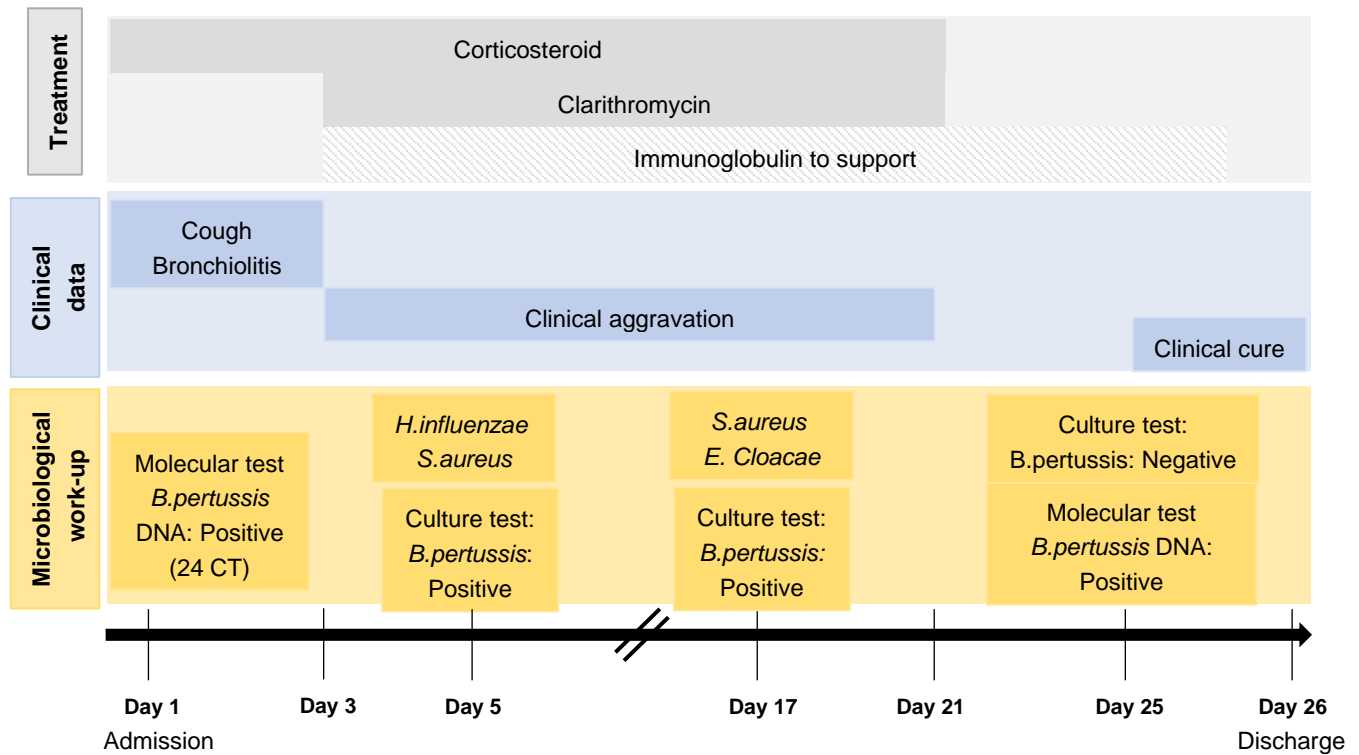 Treatment
Corticosteroid
Clarithromycin
Immunoglobulin to support
Clinical
data
Cough
Bronchiolitis
Clinical aggravation
Clinical cure
Microbiological
work-up
Molecular test
B.pertussis
DNA: Positive
(24 CT)
H.influenzae
S.aureus
Culture test:
B.pertussis:
Positive
S.aureus
E. Cloacae
Culture test:
B.pertussis:
Positive
Culture test:
B.pertussis: Negative
Molecular test
B.pertussis DNA:
Positive
Day 1
Admission
Day 3
Day 5
Day 17
Day 21
Day 25
Day 26
Discharge